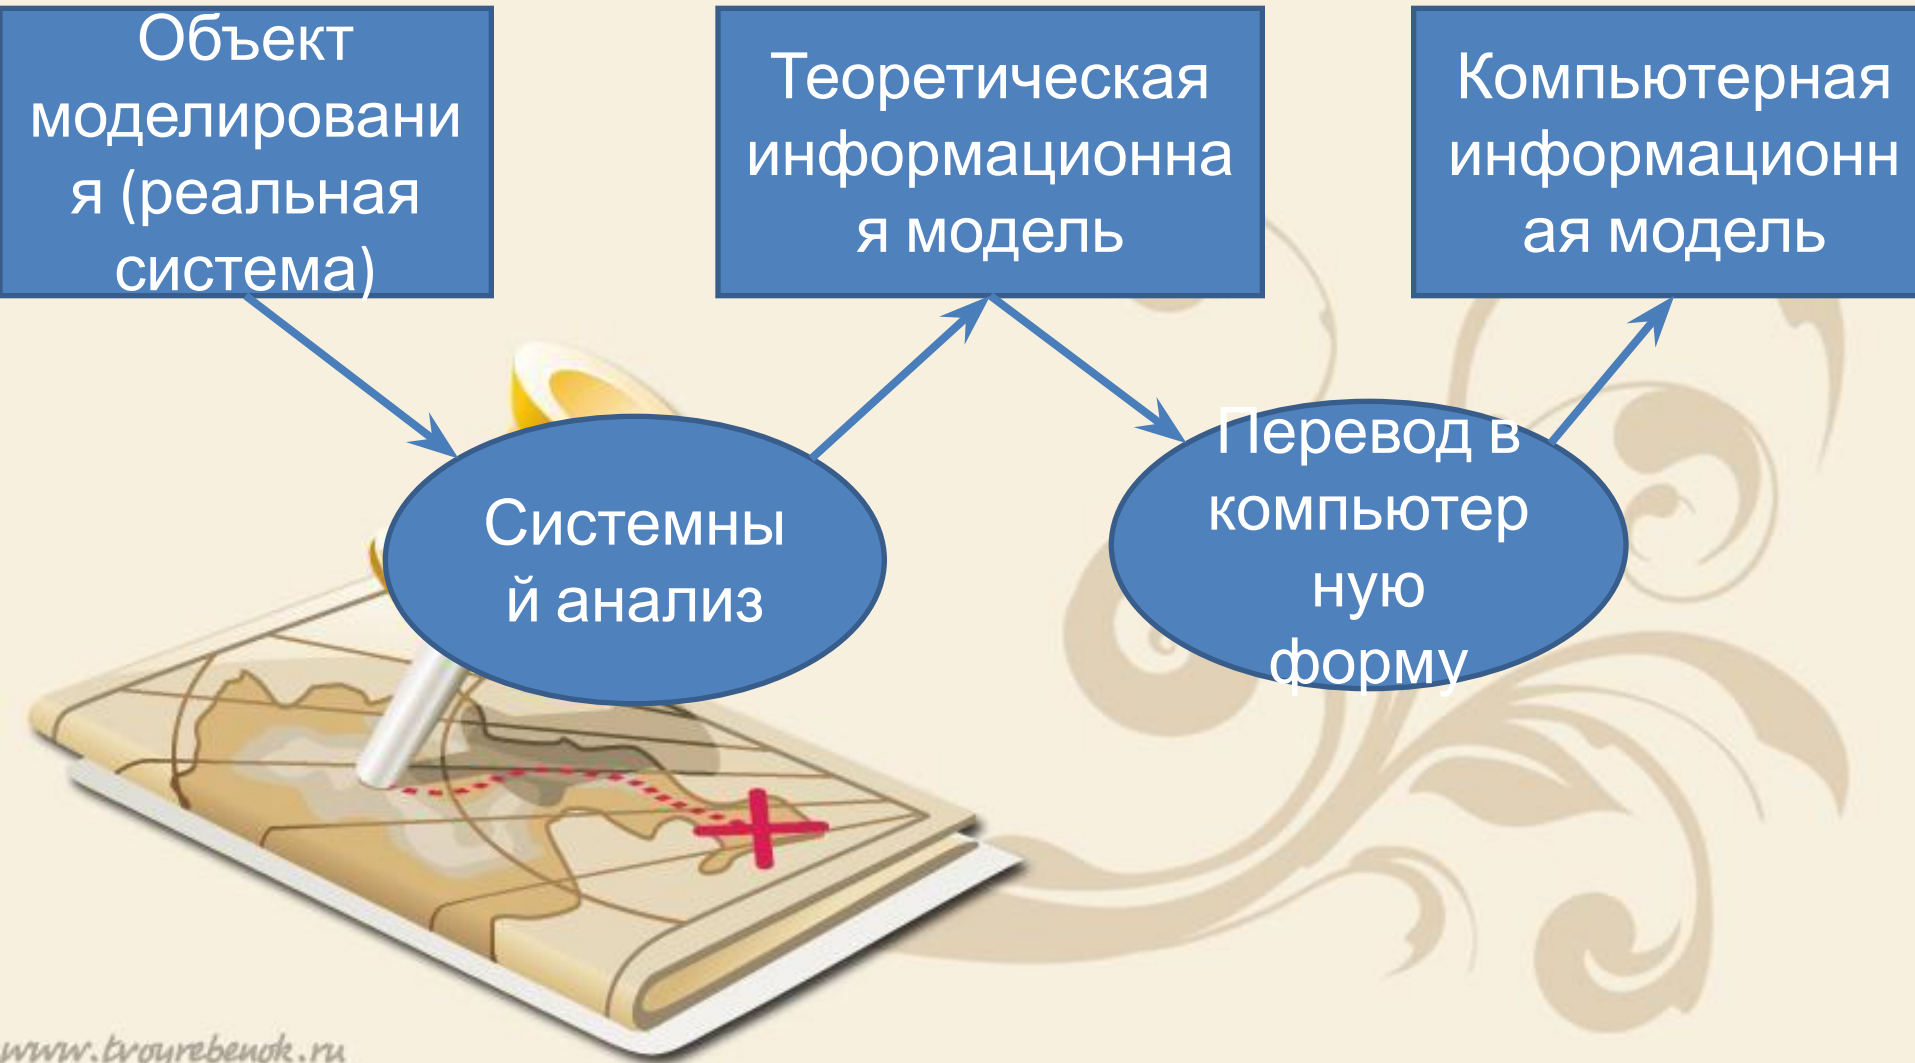 Объект
моделировани
я (реальная
система)
Теоретическая
информационна
я модель
Компьютерная
информационн
ая модель
Системны
й анализ
Перевод в
компьютер
ную
форму
www.tvoyrebenok.ru